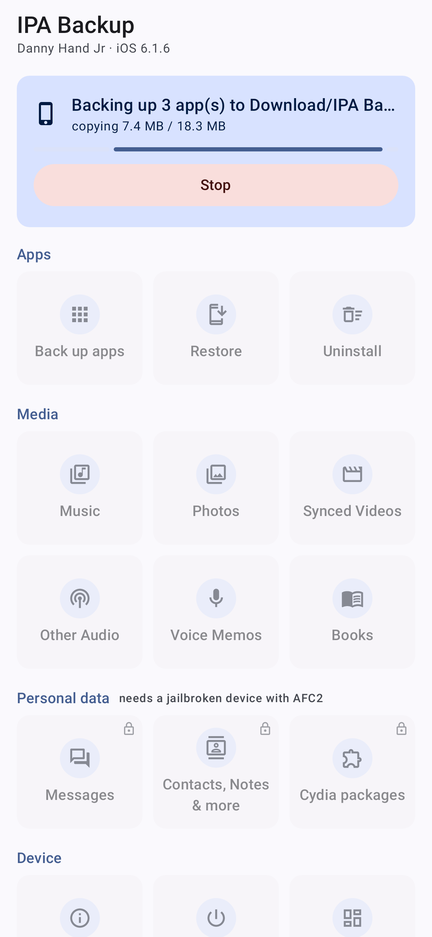 IPA Backup
Danny Hand Jr · iOS 6.1.6
Backing up 3 app(s) to Download/IPA Ba...
copying 7.4 MB / 18.3 MB
Stop
Apps
Back up apps
Restore
Uninstall
Media
Music
Photos
Synced Videos
Other Audio
Voice Memos
Books
Personal data needs a jailbroken device with AFC2
Messages
Contacts, Notes
& more
Cydia packages
Device